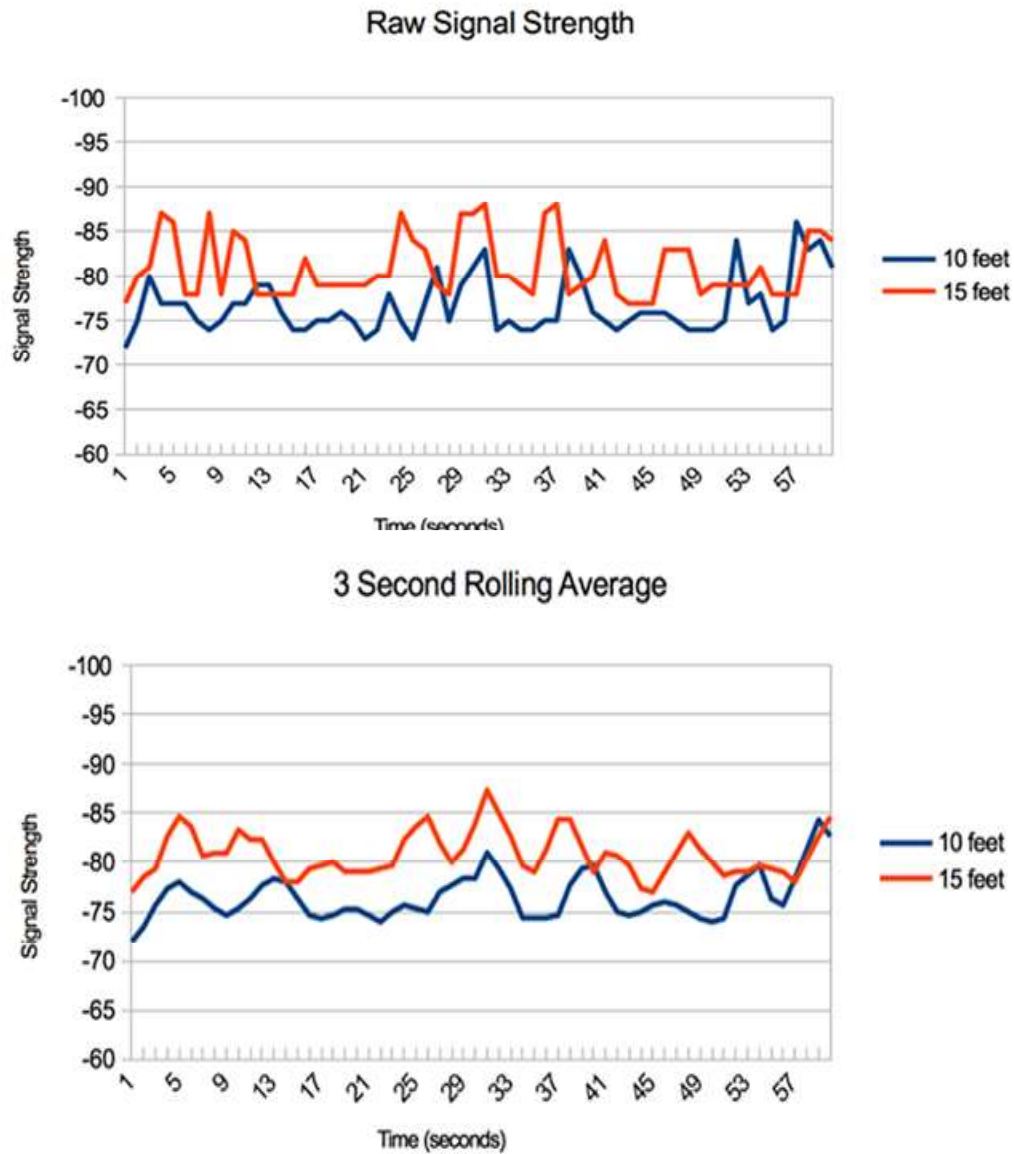 Raw Signal Strength
-100
-95
-90
-85
-80
-75
-70
-65
-60
Signal Strength
1 5 9 13 17 21 25 29 33 37 41 45 49 53 57
Time (seconds)
10 feet
15 feet
3 Second Rolling Average
-100
-95
-90
-85
-80
-75
-70
-65
-60
Signal Strength
1 5 9 13 17 21 25 29 33 37 41 45 49 53 57
Time (seconds)
10 feet
15 feet